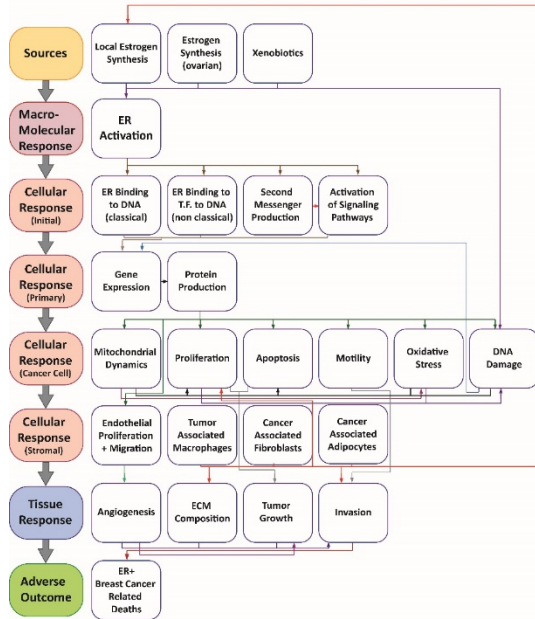 Sources
Local Estrogen
Synthesis
Estrogen
Synthesis
(ovarian)
Xenobiotics
Macro-
Molecular
Response
ER
Activation
Cellular
Response
(Initial)
ER Binding
to DNA
(classical)
ER Binding to
T.F. to DNA
(non classical)
Second
Messenger
Production
Activation
of Signaling
Pathways
Cellular
Response
(Primary)
Gene
Expression
Protein
Production
Cellular
Response
(Cancer Cell)
Mitochondrial
Dynamics
Proliferation
Apoptosis
Motility
Oxidative
Stress
DNA
Damage
Cellular
Response
(Stromal)
Endothelial
Proliferation
+ Migration
Tumor
Associated
Macrophages
Cancer
Associated
Fibroblasts
Cancer
Associated
Adipocytes
Tissue
Response
Angiogenesis
ECM
Composition
Tumor
Growth
Invasion
Adverse
Outcome
ER+
Breast Cancer
Related
Deaths